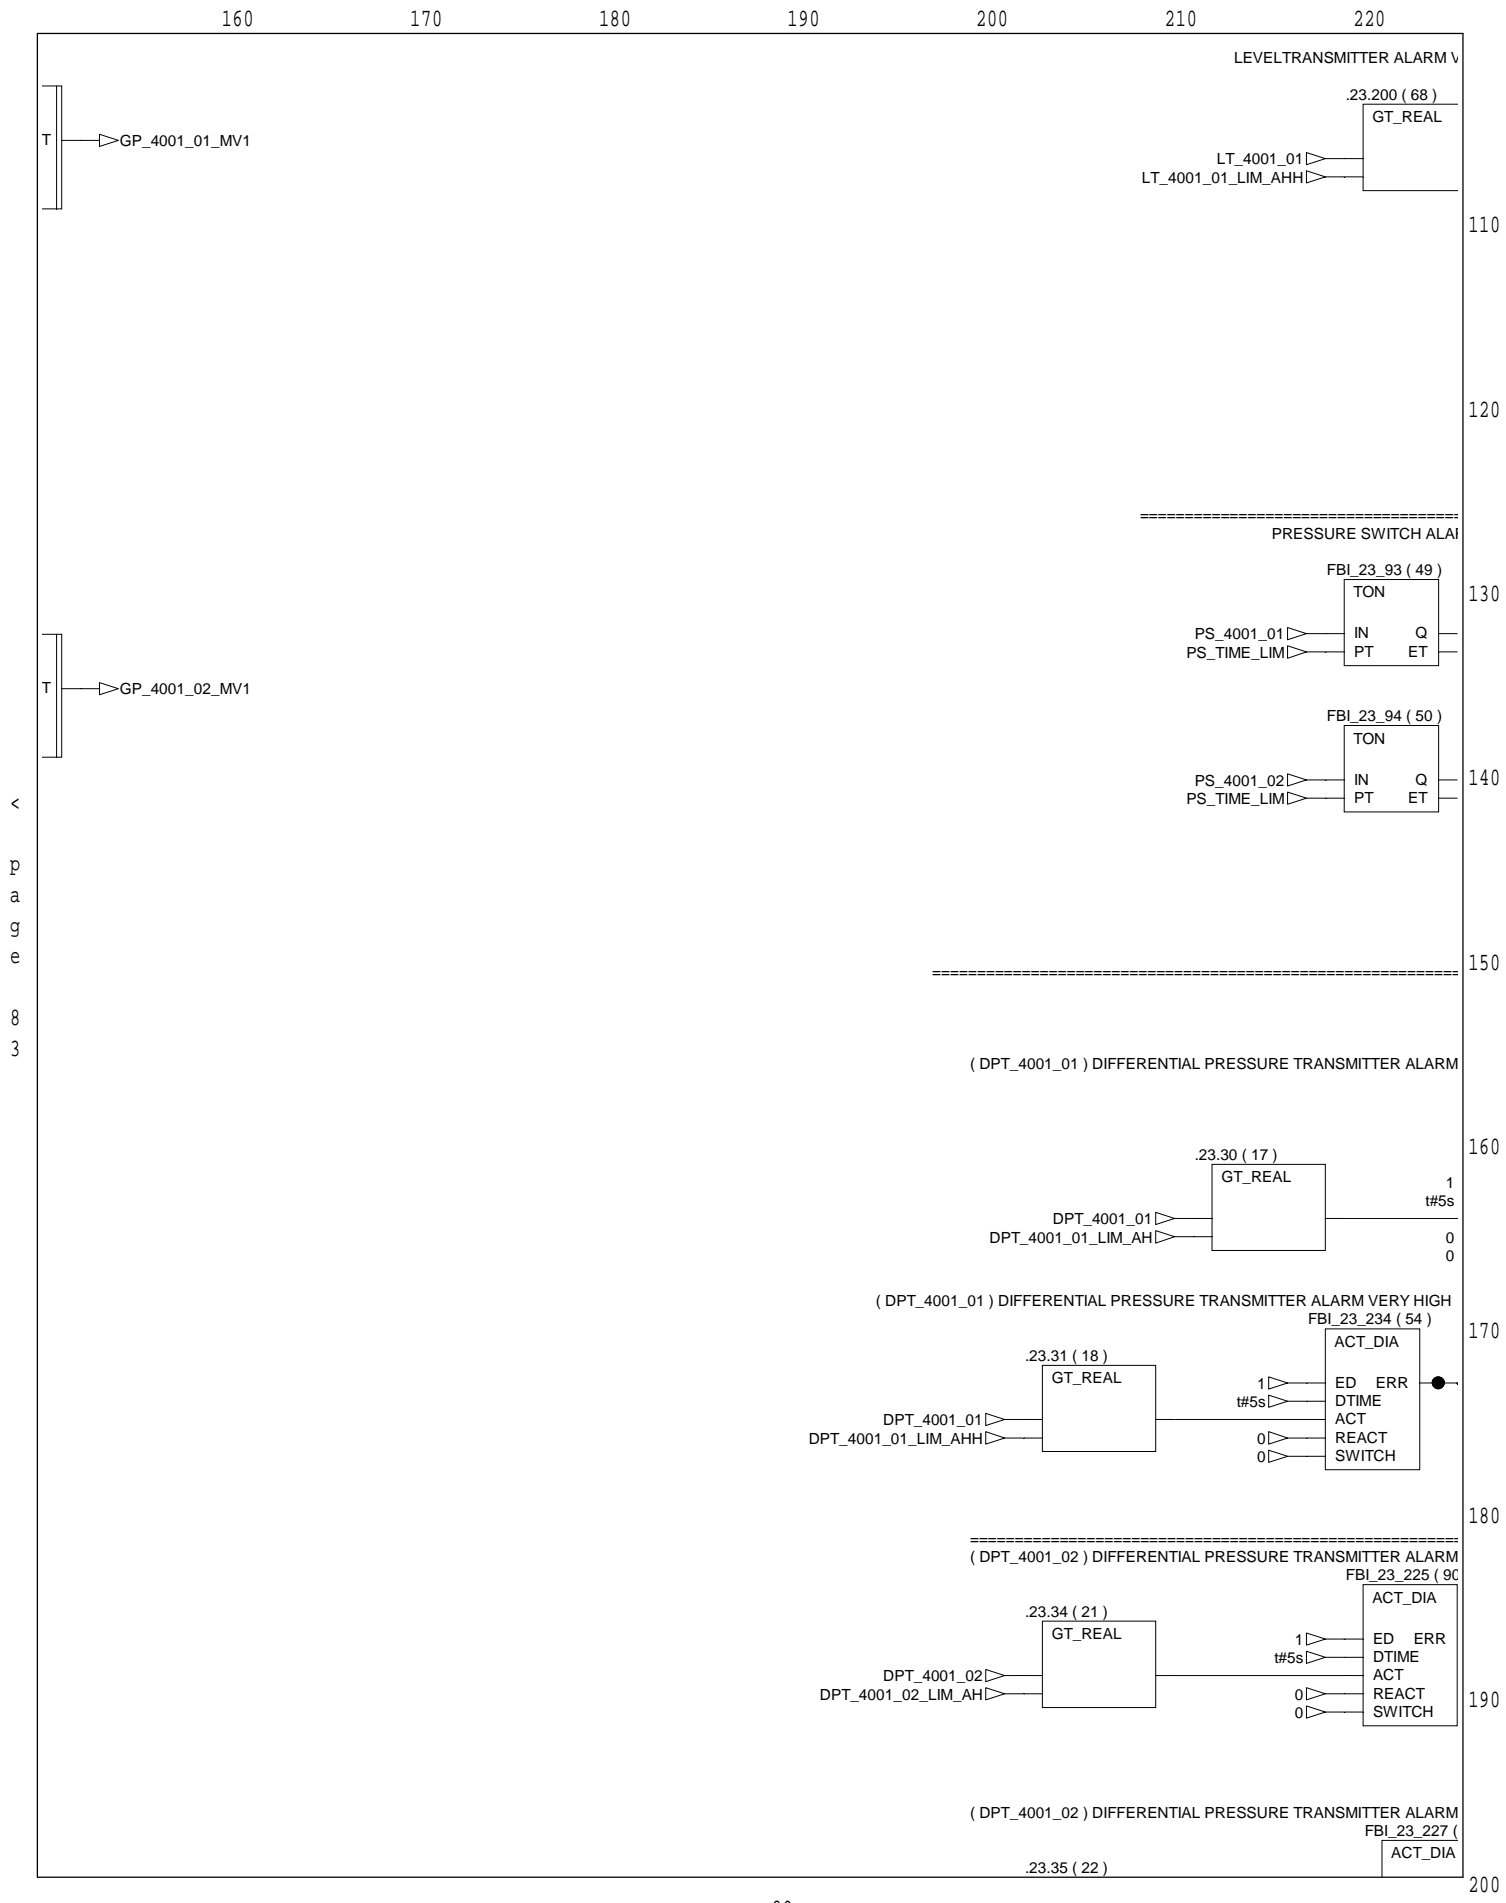 160 170 180 190 200 210 220
LEVELTRANSMITTER ALARM
.23.200 ( 68 )
GT_REAL
T GP_4001_01_MV1
LT_4001_01
LT_4001_01_LIM_AHH
110
120
=====================================
PRESSURE SWITCH
FBI_23_93 ( 49 )
130
TON
PS_4001_01 IN Q
PS_TIME_LIM PT ET
T GP_4001_02_MV1
FBI_23_94 ( 50 )
TON
PS_4001_02 IN Q
140
PS_TIME_LIM PT ET
< page 83
150
=============================================================
( DPT_4001_01 ) DIFFERENTIAL PRESSURE TRANSMITTER ALARM
160
.23.30 ( 17 )
GT_REAL
1
t#5s
DPT_4001_01
DPT_4001_01_LIM_AH 0
0
( DPT_4001_01 ) DIFFERENTIAL PRESSURE TRANSMITTER ALARM VERY HIGH
FBI_23_234 ( 54 )
170
ACT_DIA
.23.31 ( 18 )
GT_REAL
1 ED ERR
t#5s DTIME
DPT_4001_01 ACT
DPT_4001_01_LIM_AHH 0 REACT
0 SWITCH
180
=========================================================
( DPT_4001_02 ) DIFFERENTIAL PRESSURE TRANSMITTER ALARM
FBI_23_225 ( 90
ACT_DIA
.23.34 ( 21 )
GT_REAL
1 ED ERR
t#5s DTIME
DPT_4001_02 ACT
DPT_4001_02_LIM_AH 0 REACT
190
0 SWITCH
( DPT_4001_02 ) DIFFERENTIAL PRESSURE TRANSMITTER ALARM
FBI_23_227 (
ACT_DIA
.23.35 ( 22 )
200